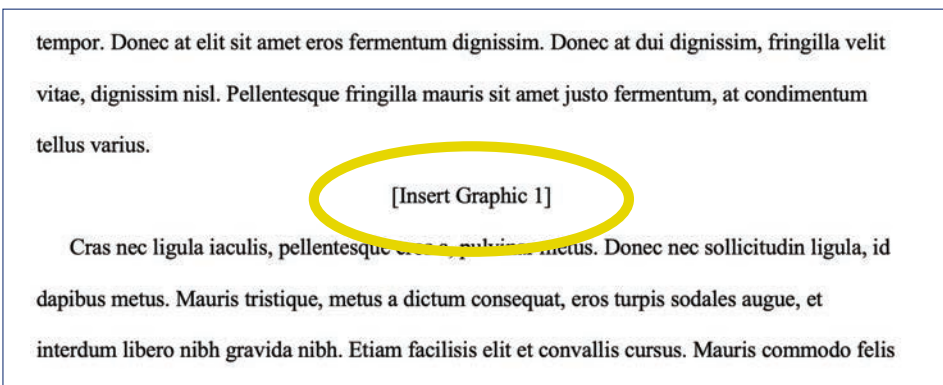 tempor. Donec at elit sit amet eros fermentum dignissim. Donec at dui dignissim, fringilla velit
vitae, dignissim nisl. Pellentesque fringilla mauris sit amet justo fermentum, at condimentum
tellus varius.
[Insert Graphic 1]
Cras nec ligula iaculis, pellentesque metus. Donec nec sollicitudin ligula, id
dapibus metus. Mauris tristique, metus a dictum consequat, eros turpis sodales augue, et
interdum libero nibh gravida nibh. Etiam facilisis elit et convallis cursus. Mauris commodo felis